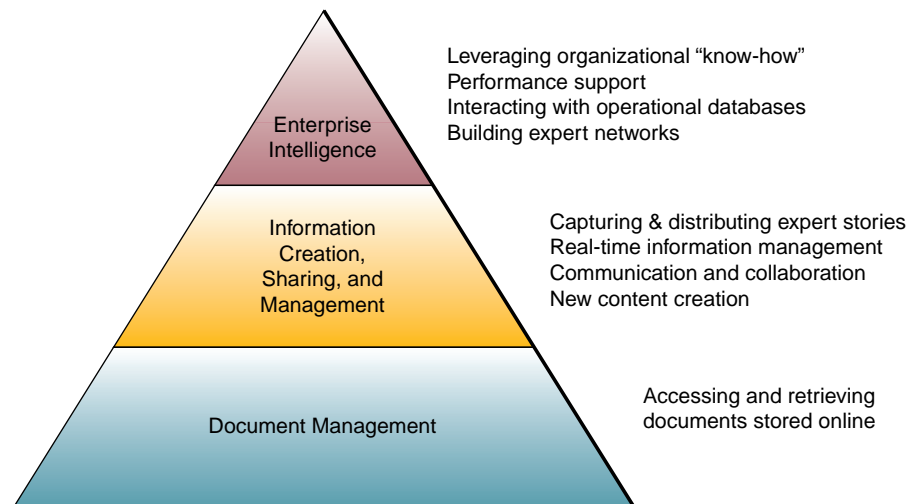 Enterprise
Intelligence
Leveraging organizational “know-how”
Performance support
Interacting with operational databases
Building expert networks
Information
Creation,
Sharing, and
Management
Capturing & distributing expert stories
Real-time information management
Communication and collaboration
New content creation
Document Management
Accessing and retrieving
documents stored online